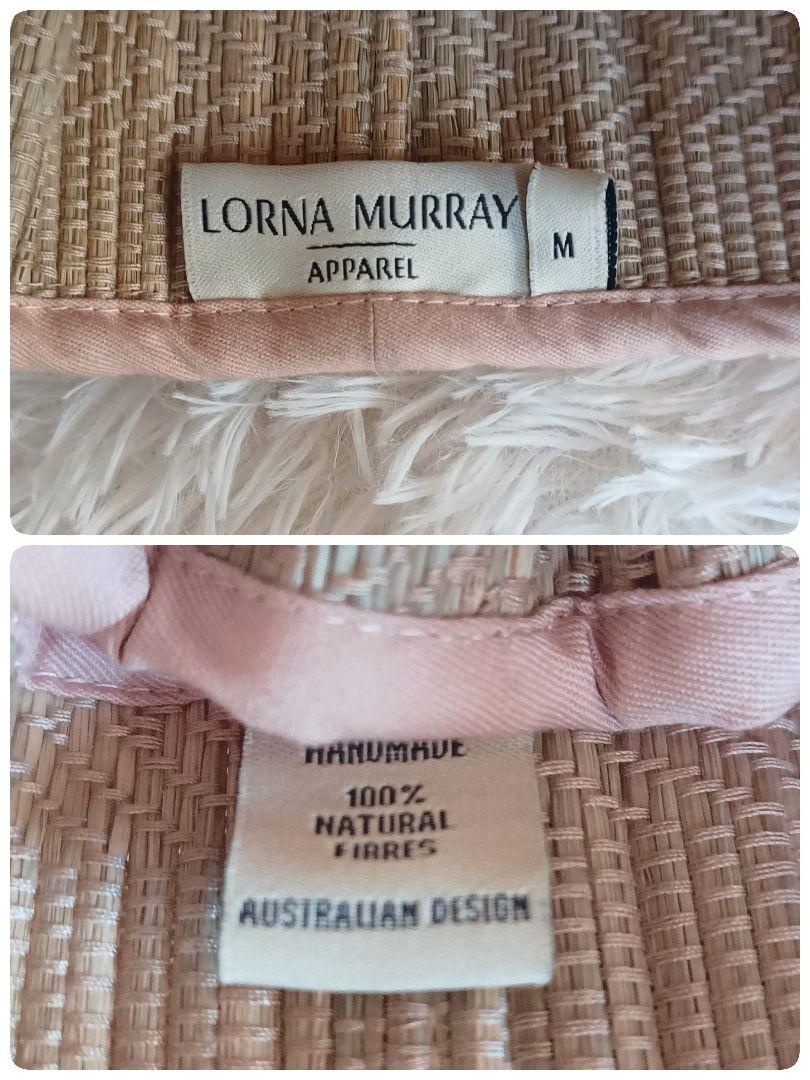 LORNA MURRAY
APPAREL
M
HANDMADE
100%
NATURAL
FIBRES
AUSTRALIAN DESIGN